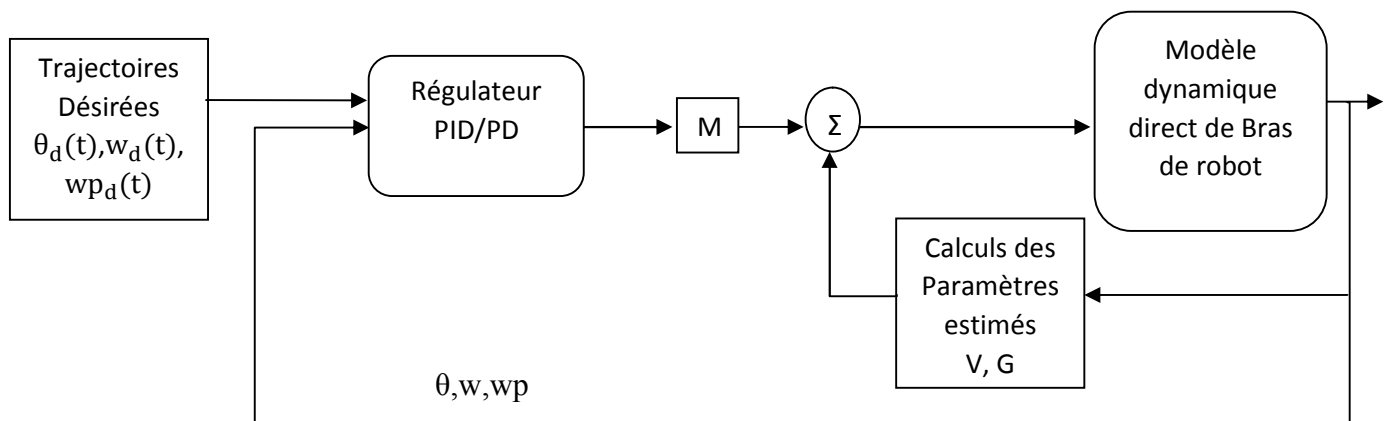 Trajectoires
Désirées
θd(t),wd(t),
wpd(t)
Régulateur
PID/PD
M
Σ
Modèle
dynamique
direct de Bras
de robot
Calculs des
Paramètres
estimés
V, G
θ,w,wp